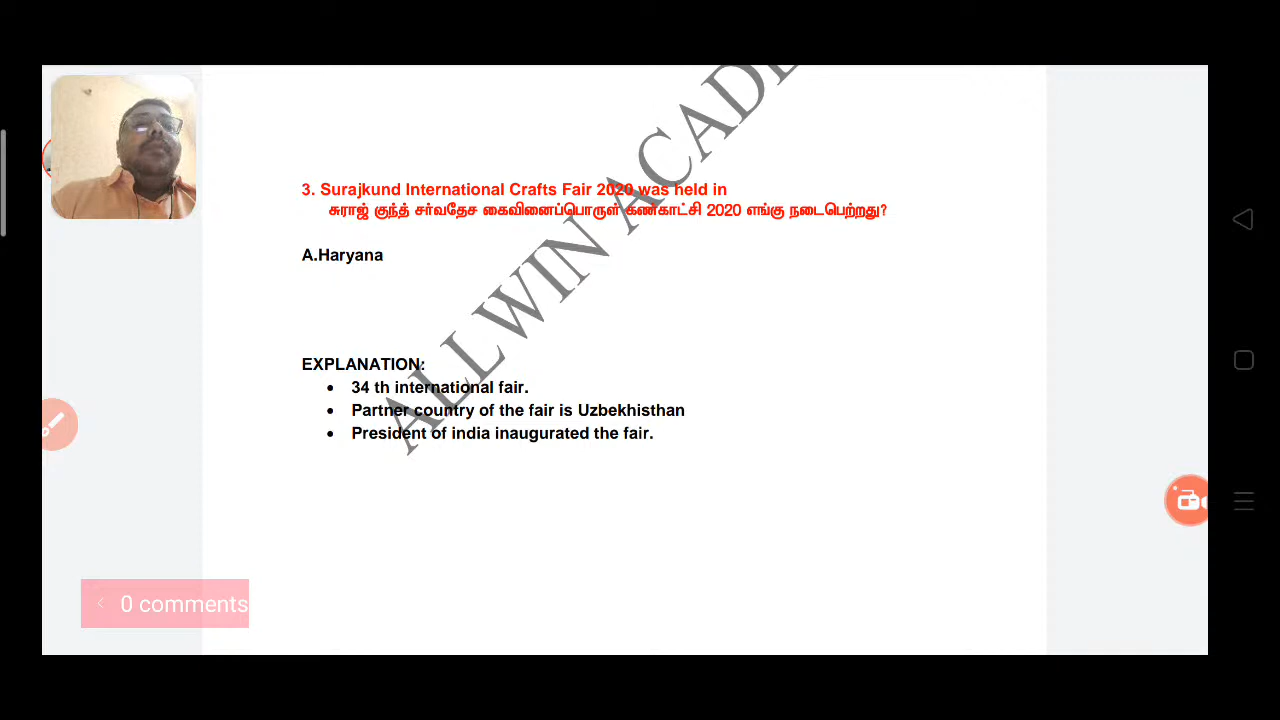 3. Surajkund International Crafts Fair 2020 was held in
சுராஜ் குந்த் சர்வதேச கைவினைப்பொருள் கண்காட்சி 2020 எங்கு நடைபெற்றது?
A.Haryana
EXPLANATION:
• 34 th international fair.
• Partner country of the fair is Uzbekhisthan
• President of india inaugurated the fair.
ALLWIN ACADE
0 comments